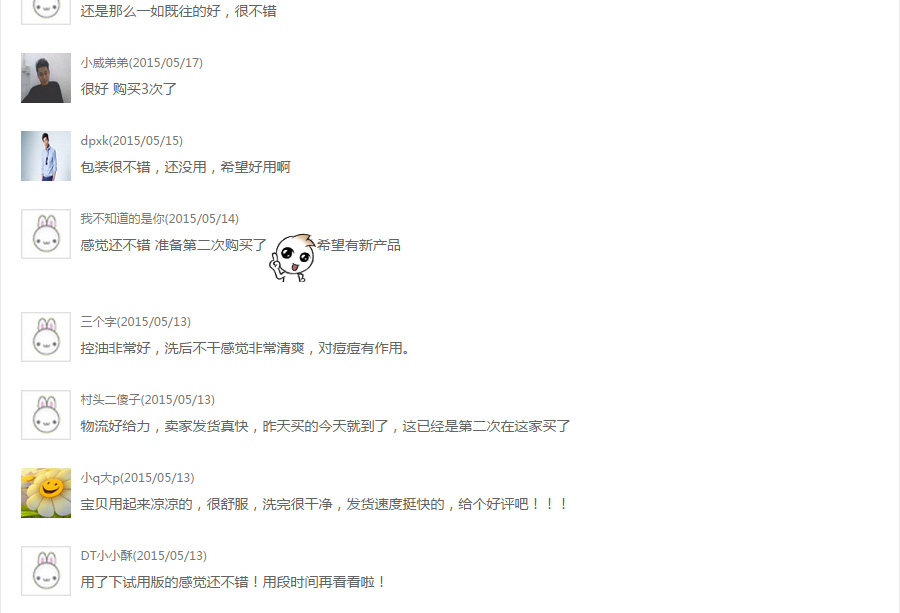 还是那么一如既往的好，很不错
小威弟弟(2015/05/17)
很好 购买3次了
dpxk(2015/05/15)
包装很不错，还没用，希望好用啊
我不知道的是你(2015/05/14)
感觉还不错 准备第二次购买了 希望有新产品
三个字(2015/05/13)
控油非常好，洗后不干感觉非常清爽，对痘痘有作用。
村头二傻子(2015/05/13)
物流好给力，卖家发货真快，昨天买的今天就到了，这已经是第二次在这家买了
小q大p(2015/05/13)
宝贝用起来凉凉的，很舒服，洗完很干净，发货速度挺快的，给个好评吧！！！
DT小小酥(2015/05/13)
用了下试用版的感觉还不错！用段时间再看看啦！